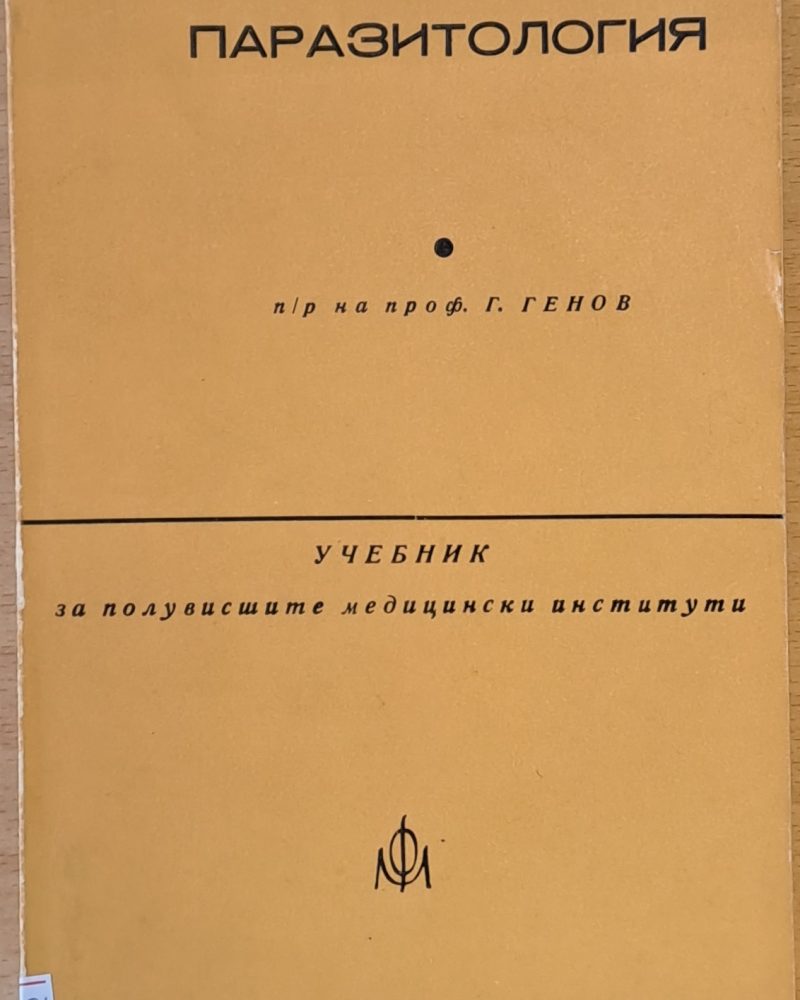 ПАРАЗИТОЛОГИЯ
п/р на проф. Г. ГЕНОВ
УЧЕБНИК
за полувисшите медицински институти